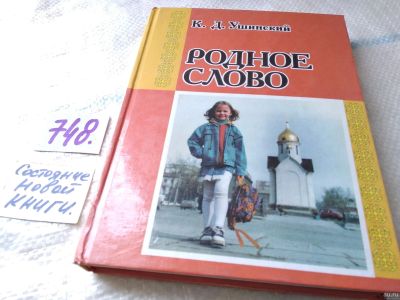 К. Д. Ушинский
РОДНОЕ
СЛОВО
748.
Состояние
новой
книги.